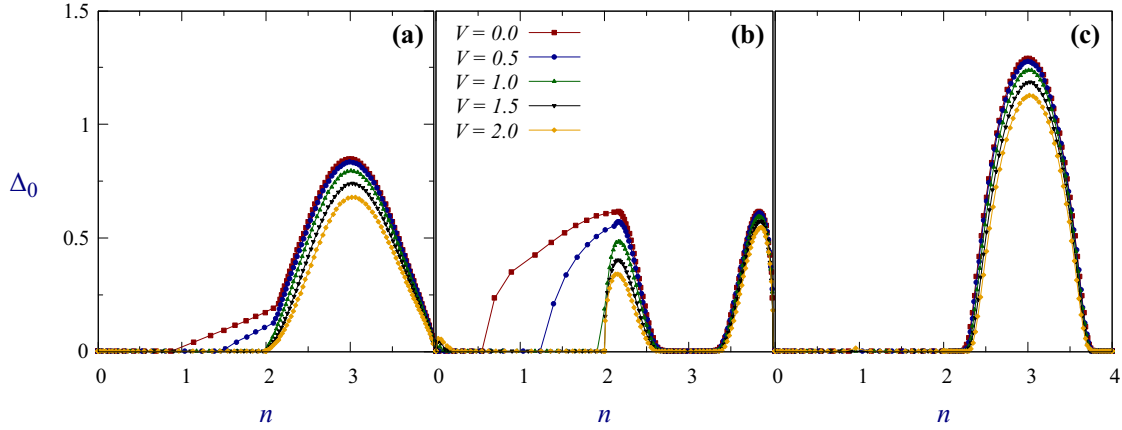 1.5
1
0.5
0
Δ0
(a)
(b)
(c)
V = 0.0
V = 0.5
V = 1.0
V = 1.5
V = 2.0
0 1 2 3 0 1 2 3 0 1 2 3 4
n n n